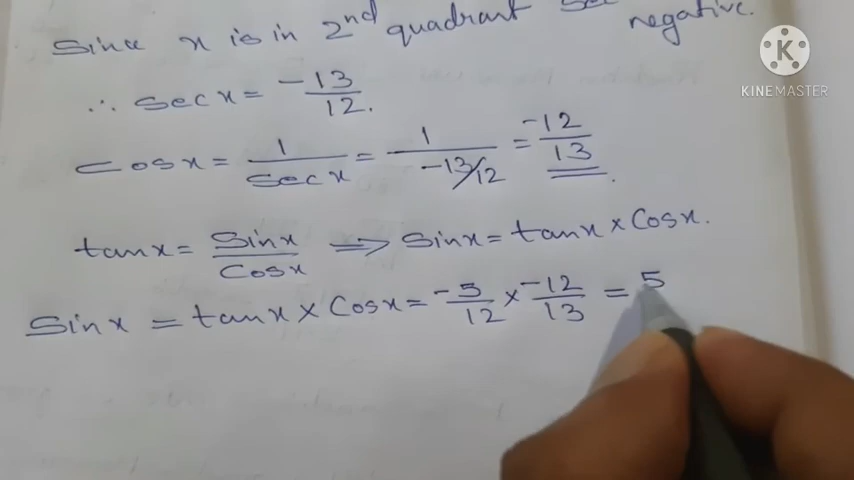 Sinx x is in 2nd quadrant
negative.
∴ sec x = -13/12.
Cos x = 1/sec x = 1/-13/12 = -12/13.
tan x = Sin x/Cos x ⟹ Sin x = tan x × Cos x.
Sin x = tan x × Cos x = -5/12 × -12/13 = 5
K
KINEMASTER